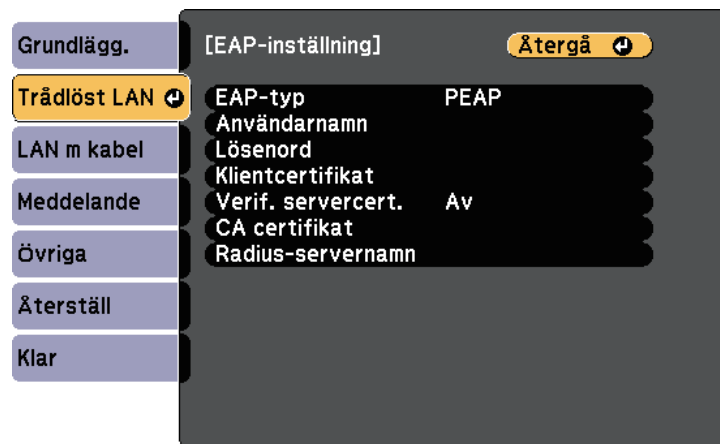 Grundlägg.
Trådlöst LAN
LAN m kabel
Meddelande
Övriga
Återställ
Klar
[EAP-inställning] Återgå
EAP-typ PEAP
Användarnamn
Lösenord
Klientcertifikat
Verif. servercert. Av
CA certifikat
Radius-servernamn